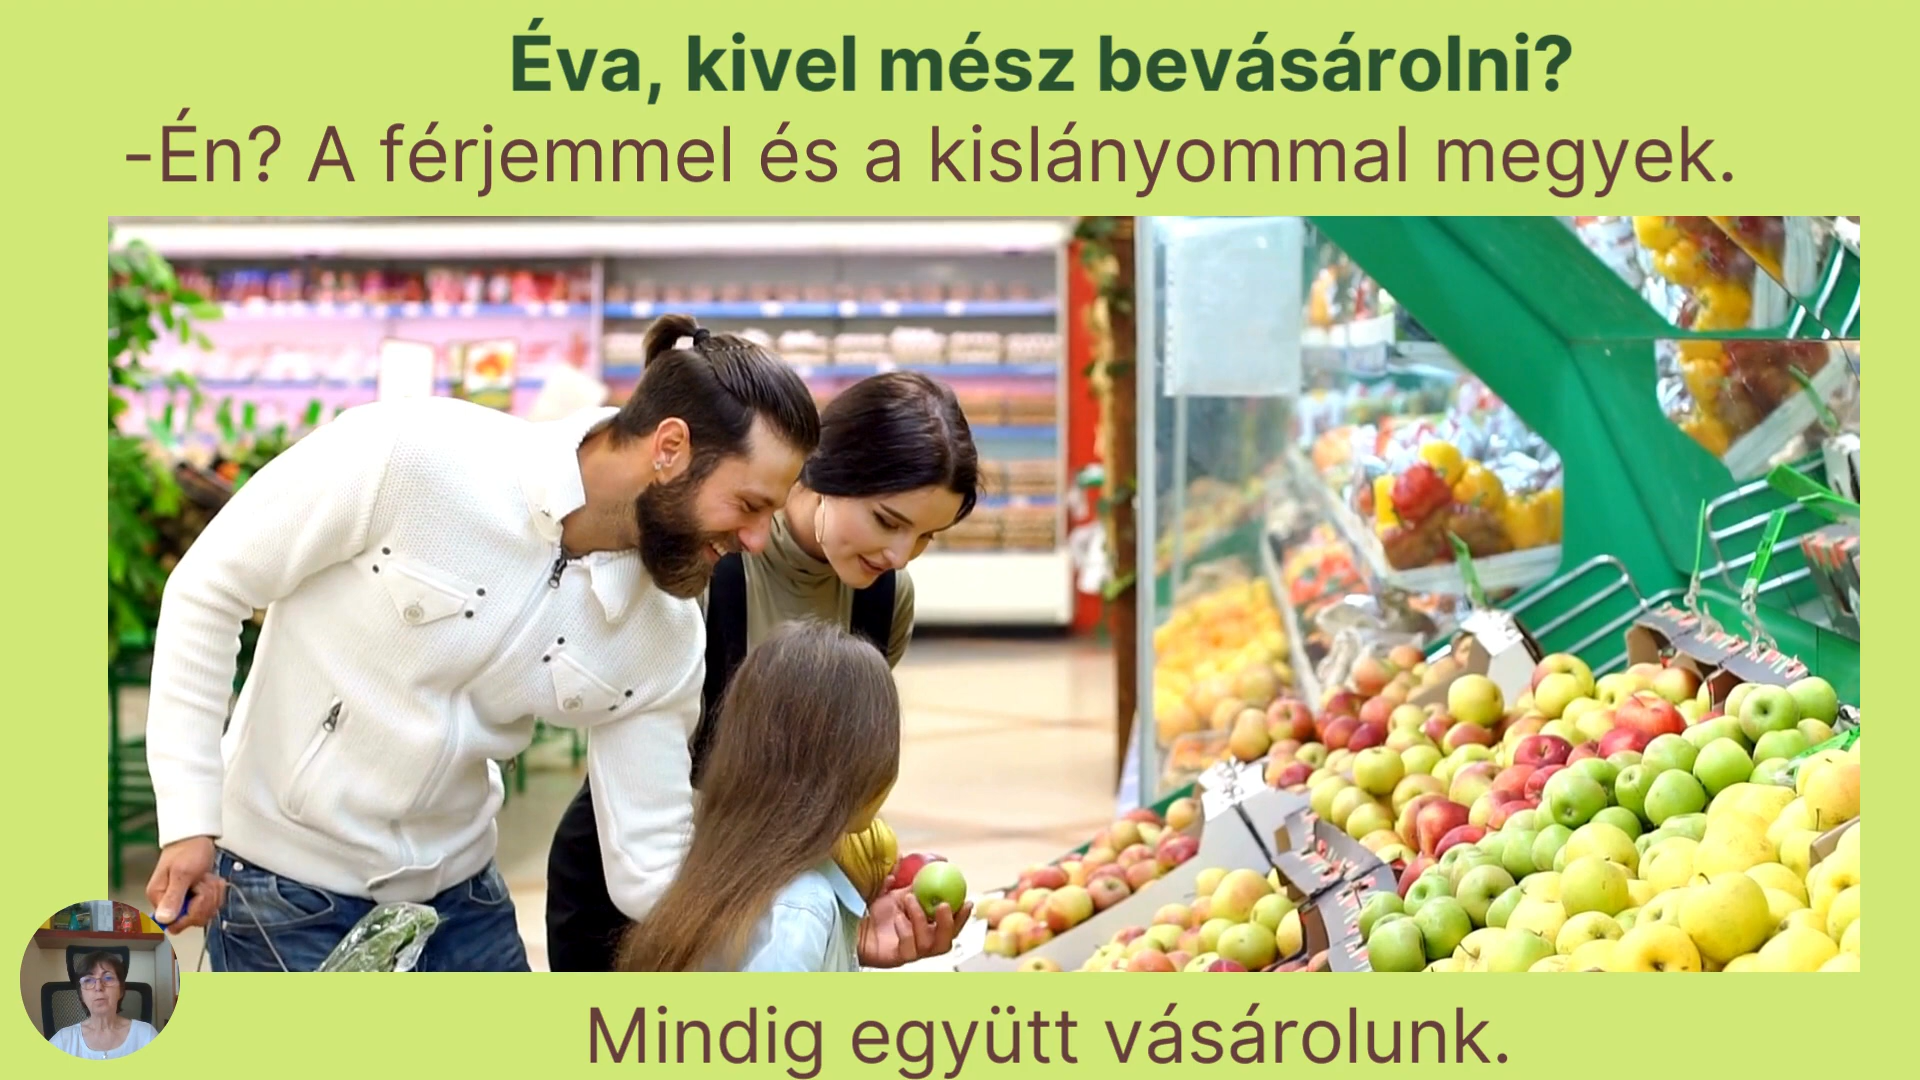 Éva, kivel mész bevásárolni?
-Én? A férjemmel és a kislányommal megyek.
Mindig együtt vásárolunk.